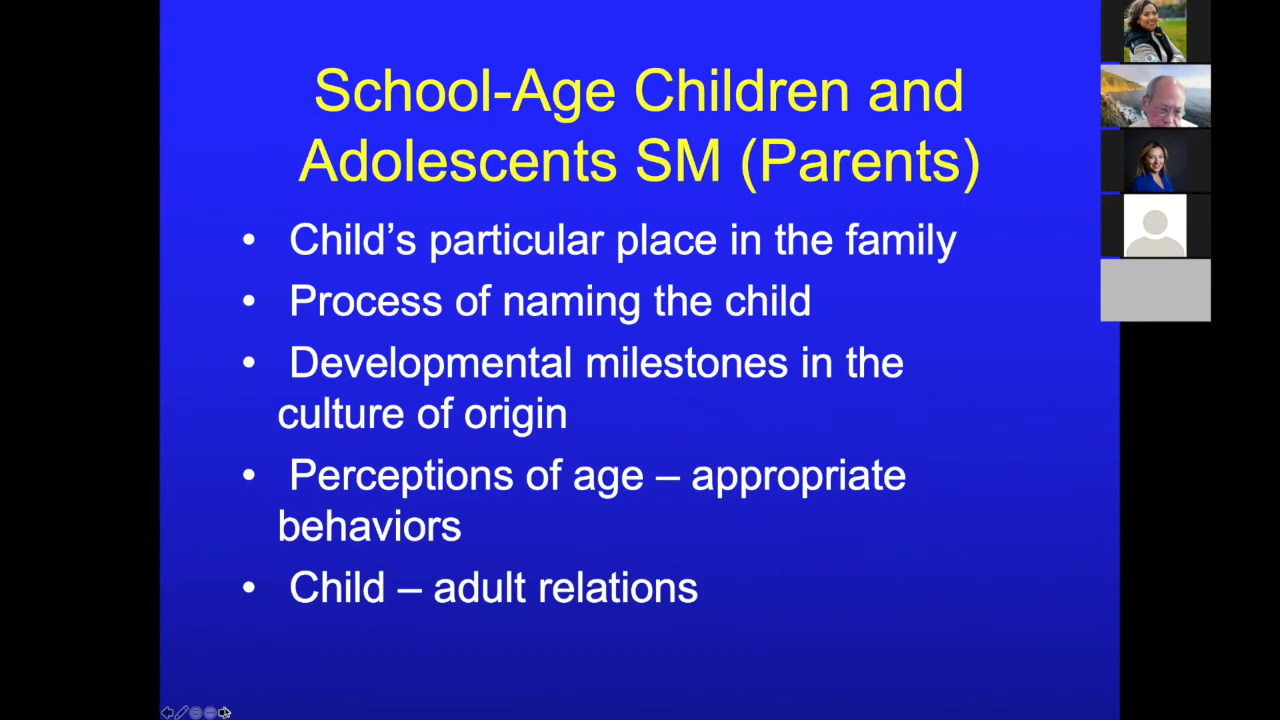 School-Age Children and
Adolescents SM (Parents)
• Child’s particular place in the family
• Process of naming the child
• Developmental milestones in the
culture of origin
• Perceptions of age – appropriate
behaviors
• Child – adult relations